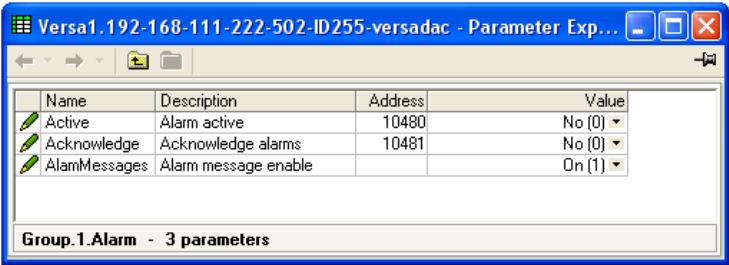 Versa1.192-168-111-222-502-ID255-versadac - Parameter Exp...
Name Description Address Value
Active Alarm active 10480 No (0)
Acknowledge Acknowledge alarms 10481 No (0)
AlamMessages Alarm message enable On (1)
Group.1.Alarm - 3 parameters